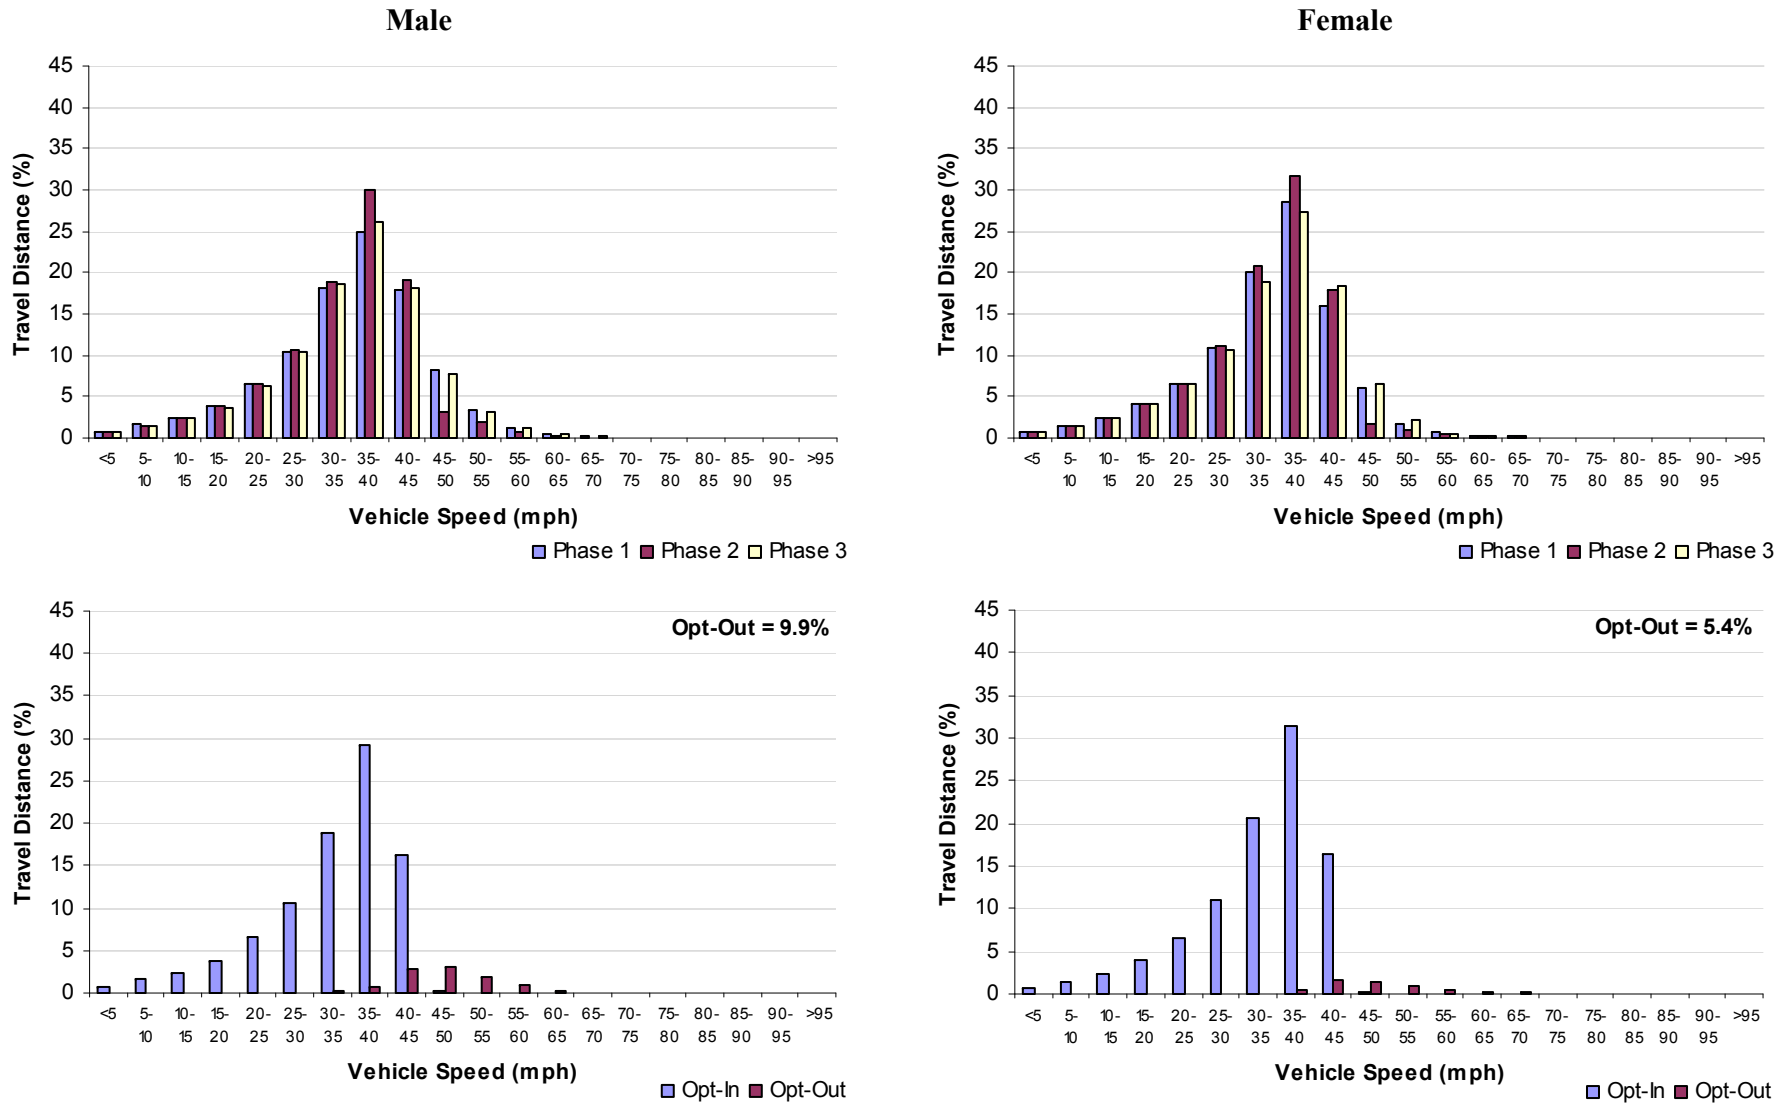 Male
45
40
35
30
25
20
15
10
5
0
Travel Distance (%)
<5 5- 10- 15- 20- 25- 30- 35- 40- 45- 50- 55- 60- 65- 70- 75- 80- 85- 90- >95
10 15 20 25 30 35 40 45 50 55 60 65 70 75 80 85 90 95
Vehicle Speed (mph)
Phase 1 Phase 2 Phase 3
Female
45
40
35
30
25
20
15
10
5
0
Travel Distance (%)
<5 5- 10- 15- 20- 25- 30- 35- 40- 45- 50- 55- 60- 65- 70- 75- 80- 85- 90- >95
10 15 20 25 30 35 40 45 50 55 60 65 70 75 80 85 90 95
Vehicle Speed (mph)
Phase 1 Phase 2 Phase 3
45
40
35
30
25
20
15
10
5
0
Travel Distance (%)
Opt-Out = 9.9%
<5 5- 10- 15- 20- 25- 30- 35- 40- 45- 50- 55- 60- 65- 70- 75- 80- 85- 90- >95
10 15 20 25 30 35 40 45 50 55 60 65 70 75 80 85 90 95
Vehicle Speed (mph)
Opt-In Opt-Out
45
40
35
30
25
20
15
10
5
0
Travel Distance (%)
Opt-Out = 5.4%
<5 5- 10- 15- 20- 25- 30- 35- 40- 45- 50- 55- 60- 65- 70- 75- 80- 85- 90- >95
10 15 20 25 30 35 40 45 50 55 60 65 70 75 80 85 90 95
Vehicle Speed (mph)
Opt-In Opt-Out